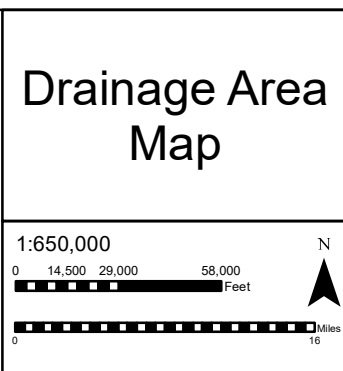 Drainage Area
Map
1:650,000
N
0 14,500 29,000 58,000
Feet
Miles
0 16